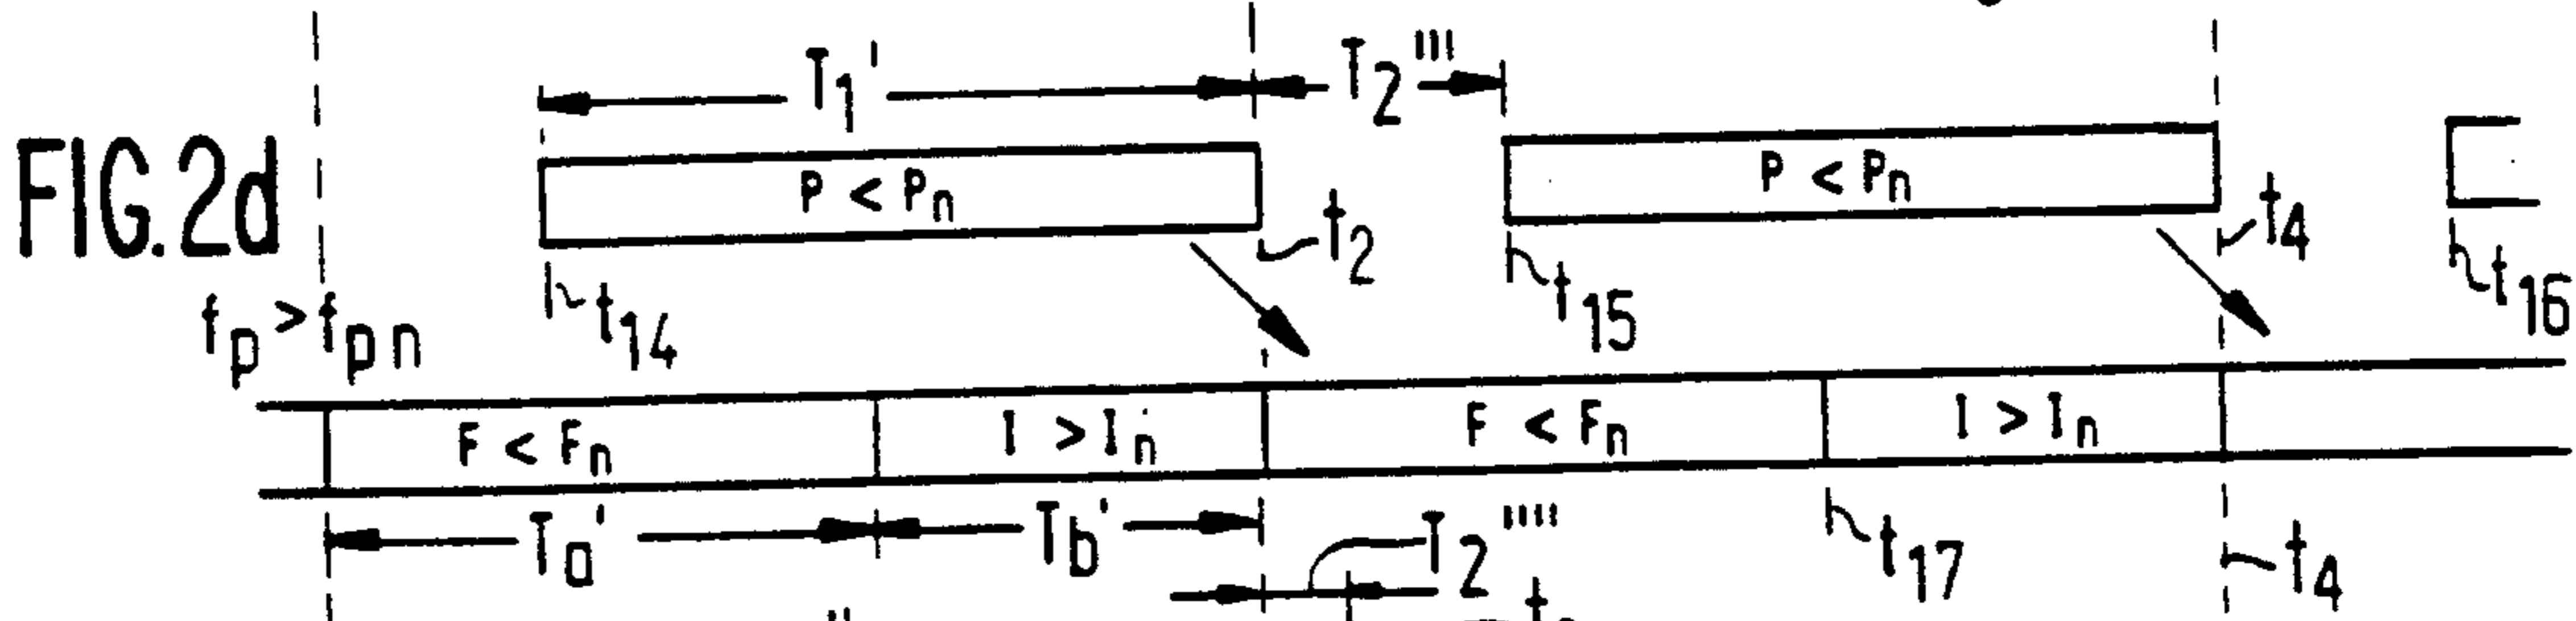 T1' T2'''
FIG.2d
P < Pn P < Pn
t2 t4
t14 t15 t16
fp > fpn
F < Fn I > In F < Fn I > In
Ta' Tb' T2'''' t17 t4